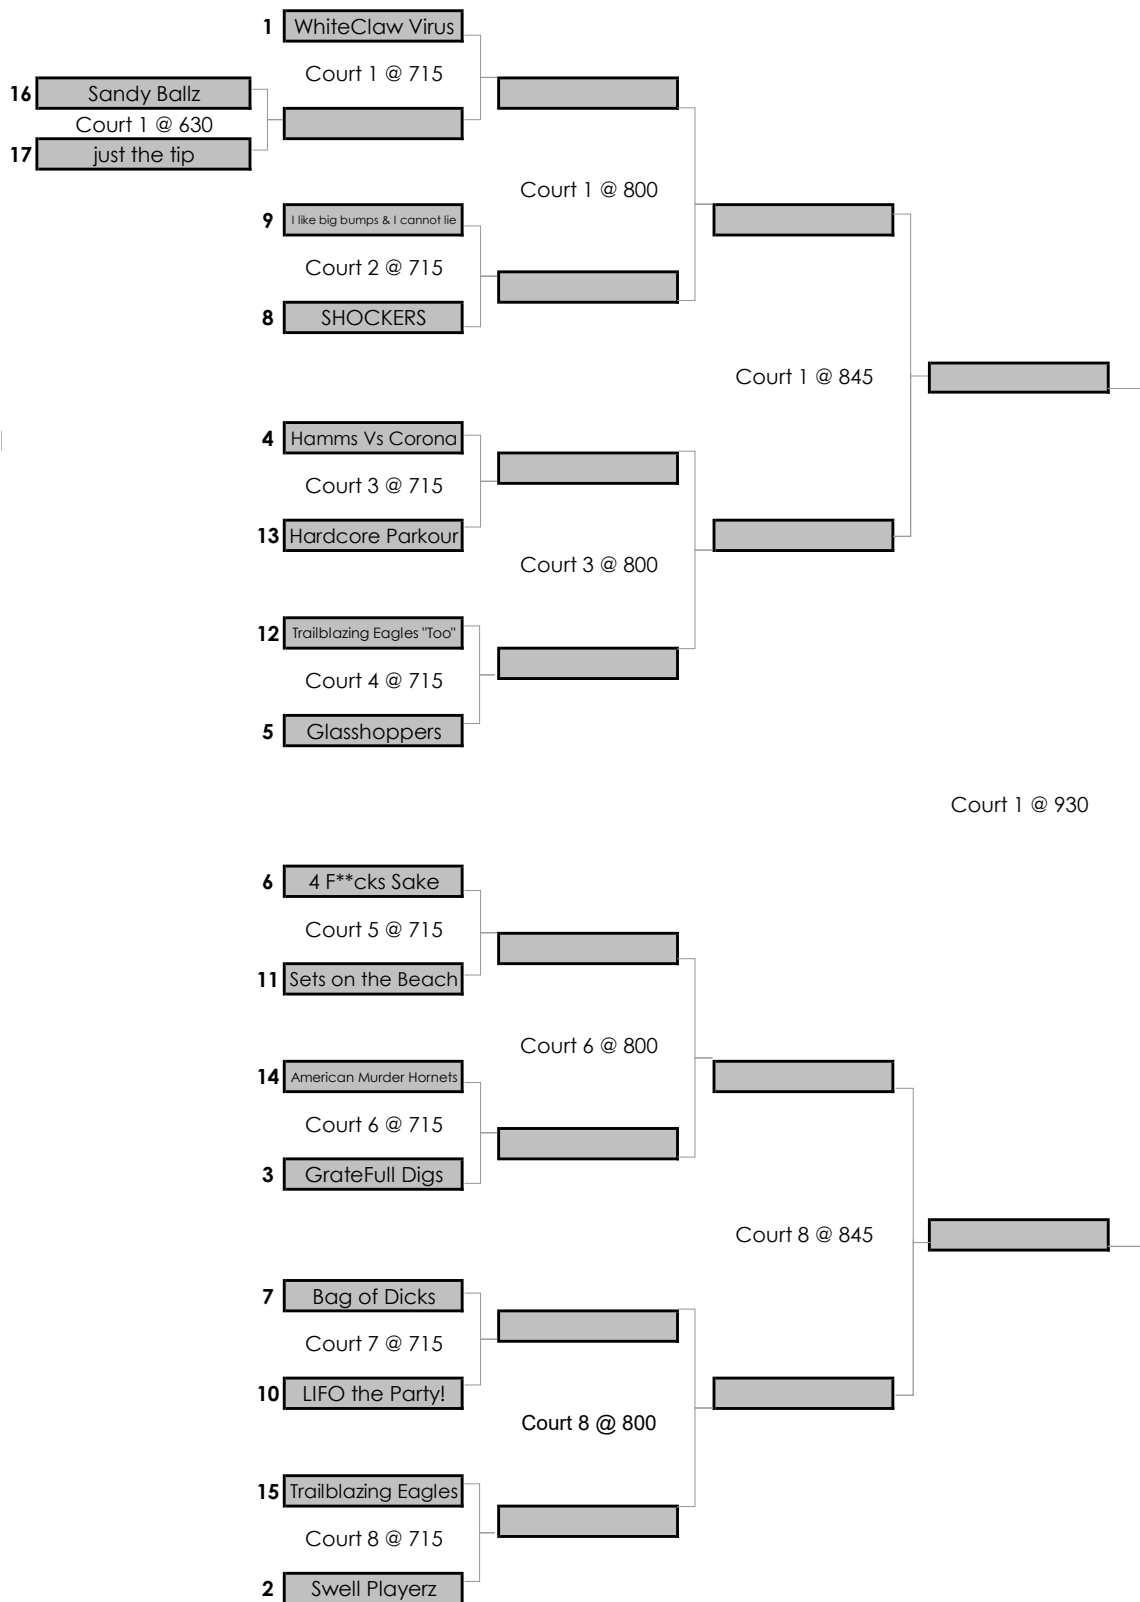 1 WhiteClaw Virus
Court 1 @ 715
16 Sandy Ballz
Court 1 @ 630
17 just the tip
Court 1 @ 800
9 I like big bumps & I cannot lie
Court 2 @ 715
8 SHOCKERS
Court 1 @ 845
4 Hamms Vs Corona
Court 3 @ 715
13 Hardcore Parkour
Court 3 @ 800
12 Trailblazing Eagles "Too"
Court 4 @ 715
5 Glasshoppers
Court 1 @ 930
6 4 F**cks Sake
Court 5 @ 715
11 Sets on the Beach
Court 6 @ 800
14 American Murder Hornets
Court 6 @ 715
3 GrateFull Digs
Court 8 @ 845
7 Bag of Dicks
Court 7 @ 715
10 LIFO the Party!
Court 8 @ 800
15 Trailblazing Eagles
Court 8 @ 715
2 Swell Playerz